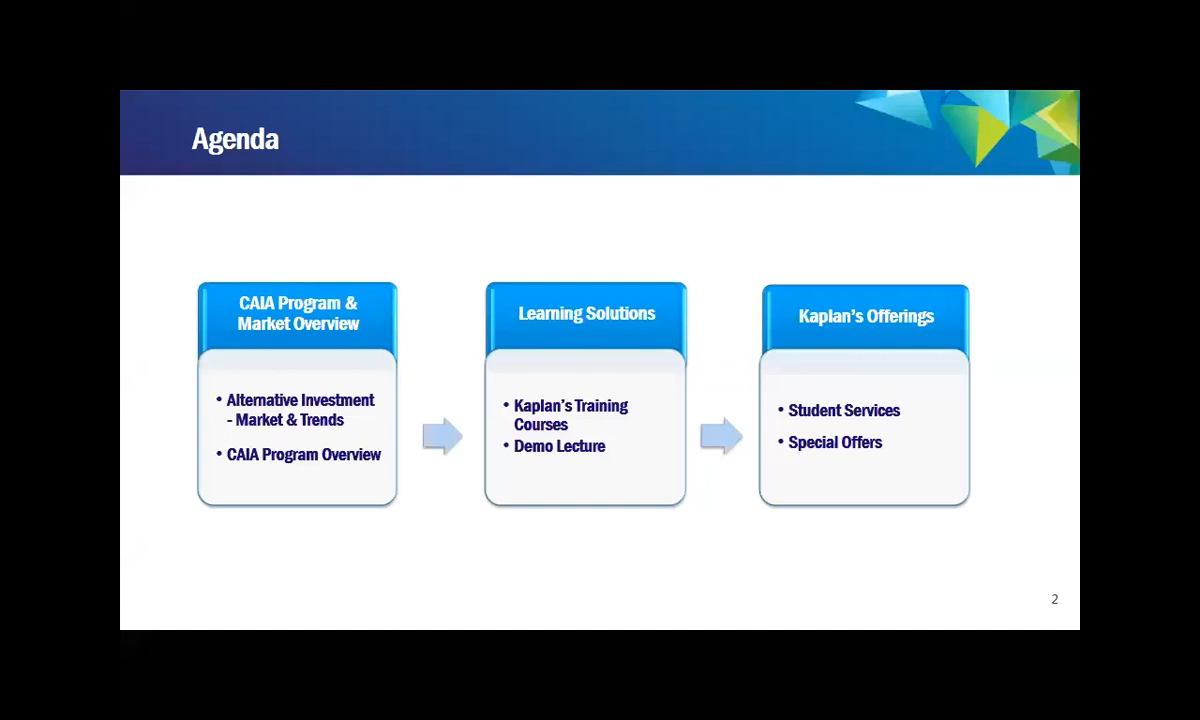 Agenda
CAIA Program &
Market Overview
• Alternative Investment
- Market & Trends
• CAIA Program Overview
Learning Solutions
• Kaplan's Training
Courses
• Demo Lecture
Kaplan's Offerings
• Student Services
• Special Offers
2